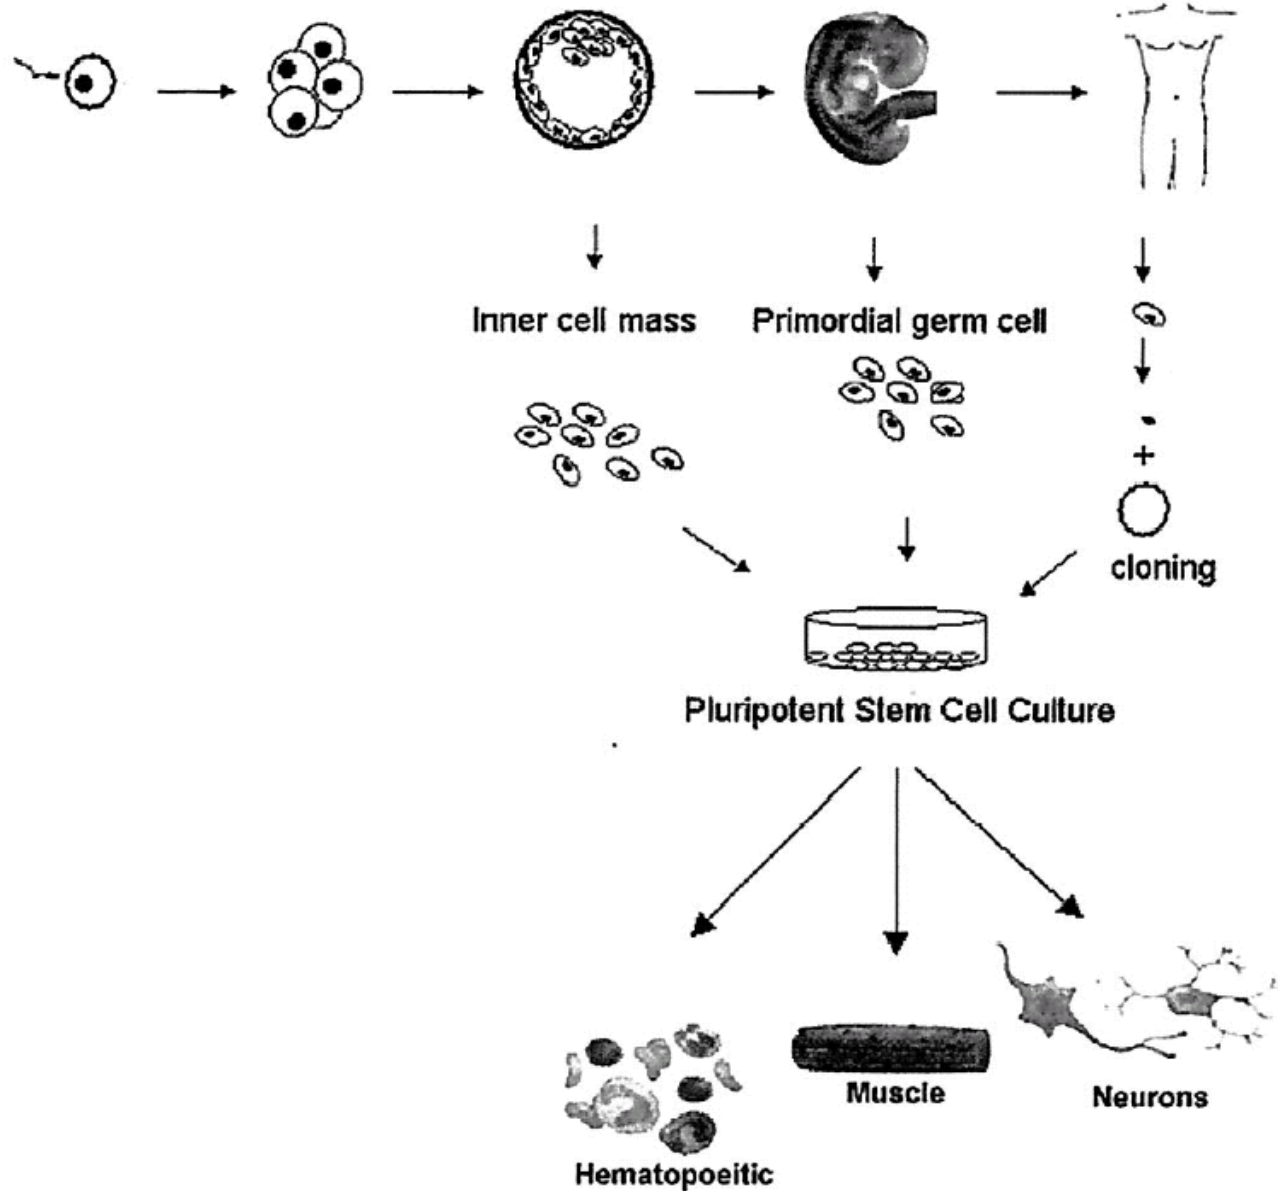 Inner cell mass
Primordial germ cell
+
cloning
Pluripotent Stem Cell Culture
Muscle
Neurons
Hematopoeitic